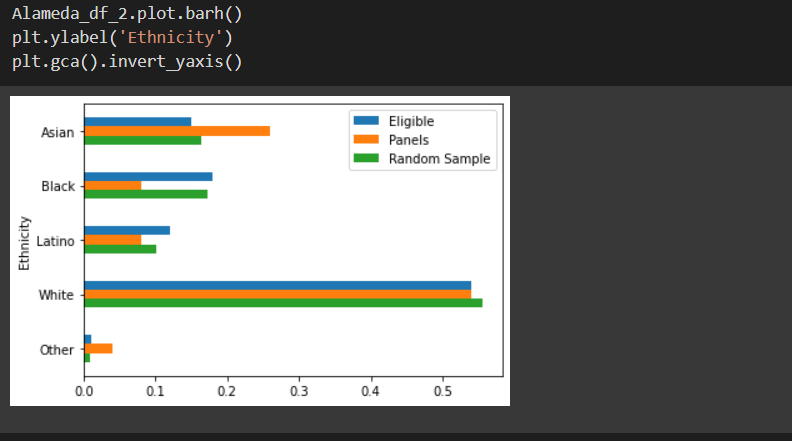 Alameda_df_2.plot.barh()
plt.ylabel('Ethnicity')
plt.gca().invert_yaxis()
Eligible
Panels
Random Sample
Asian
Black
Latino
White
Other
Ethnicity
0.0 0.1 0.2 0.3 0.4 0.5